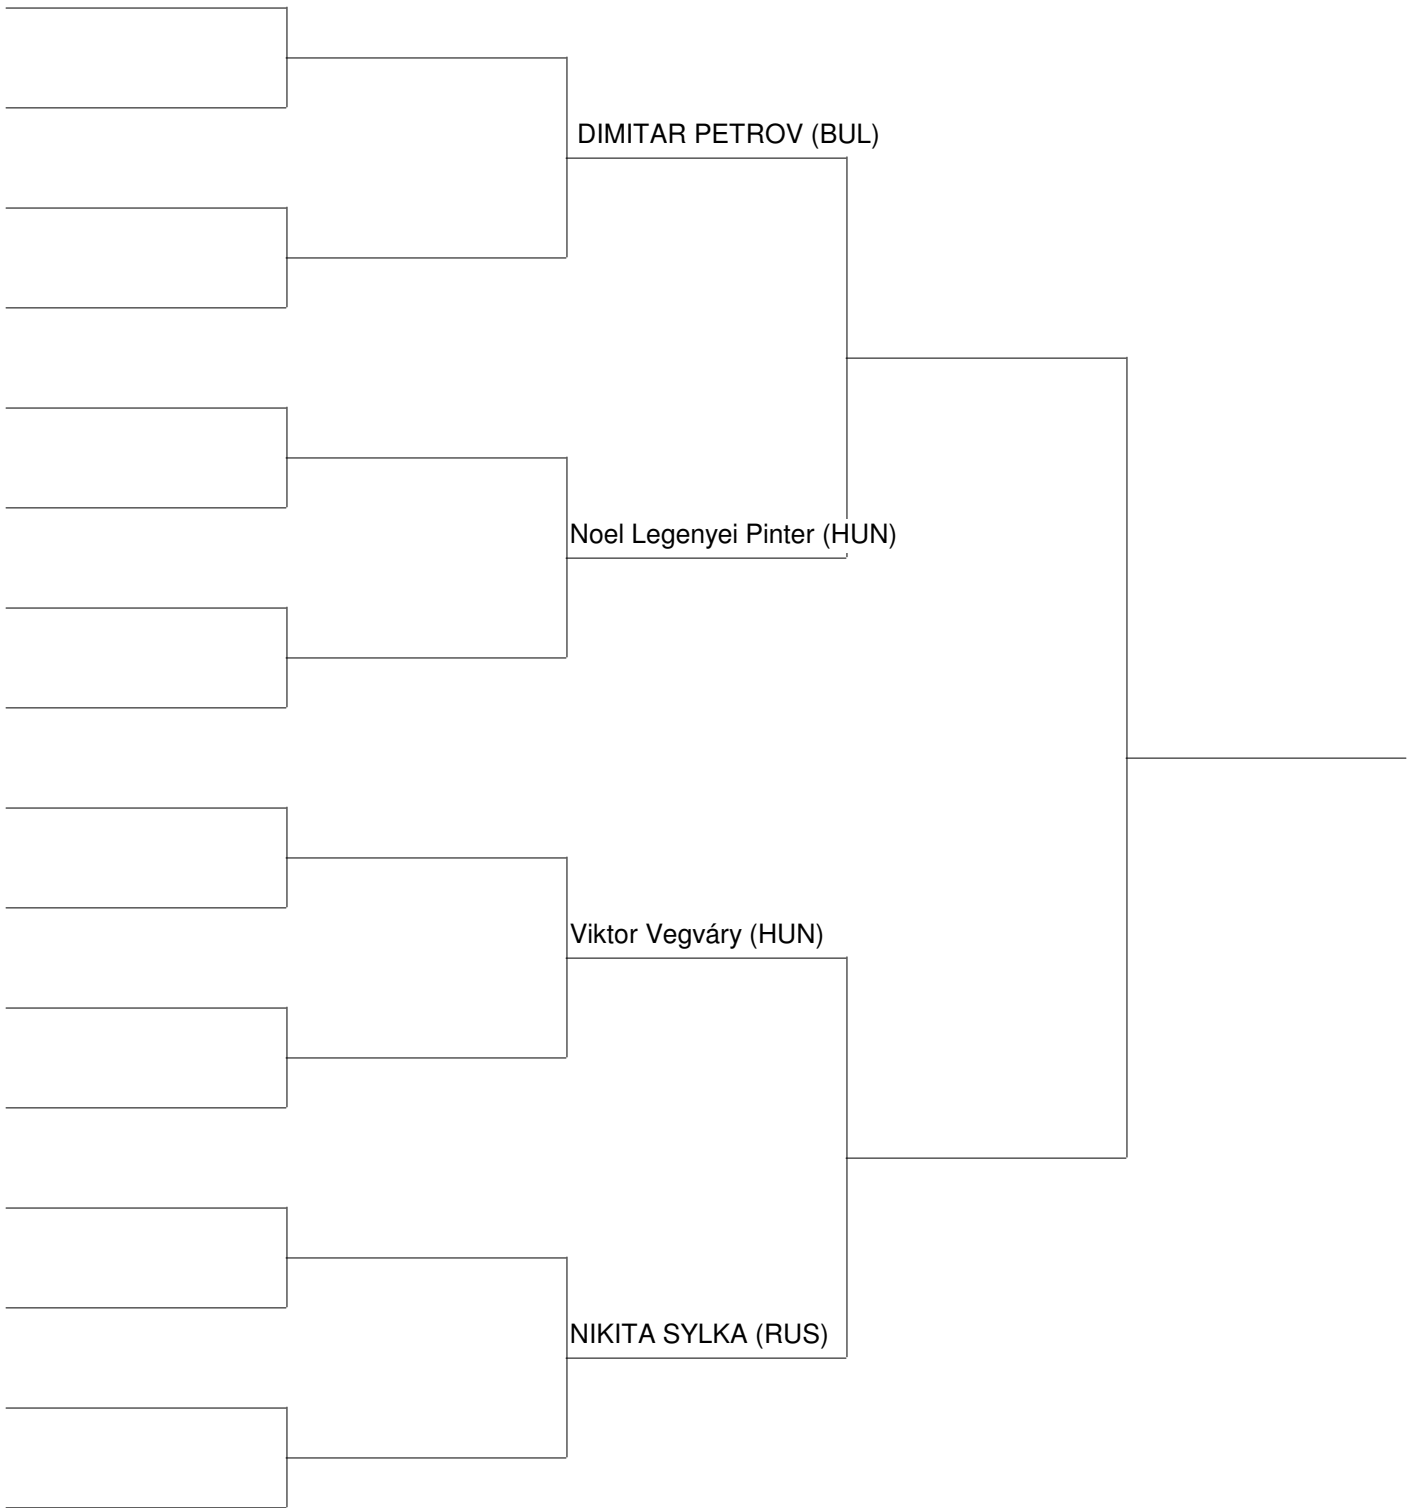 DIMITAR PETROV (BUL)
Noel Legenyei Pinter (HUN)
Viktor Vegváry (HUN)
NIKITA SYLKA (RUS)